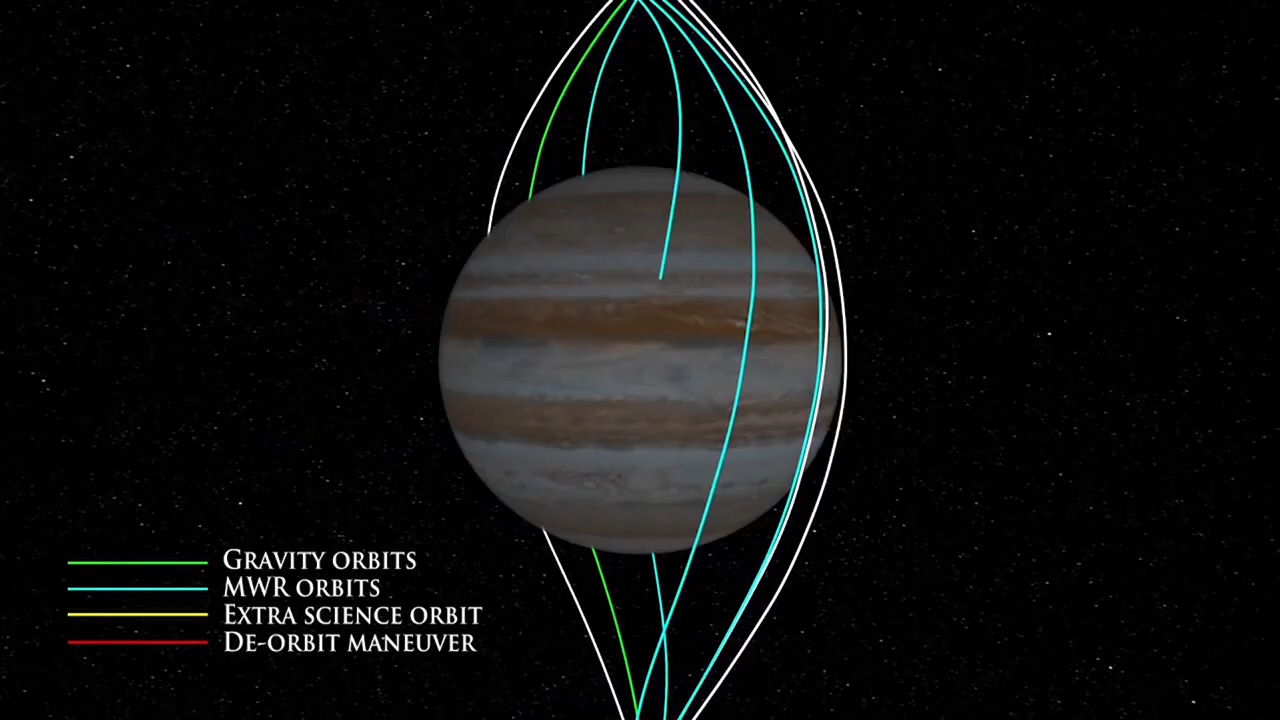 GRAVITY ORBITS
MWR ORBITS
EXTRA SCIENCE ORBIT
DE-ORBIT MANEUVER